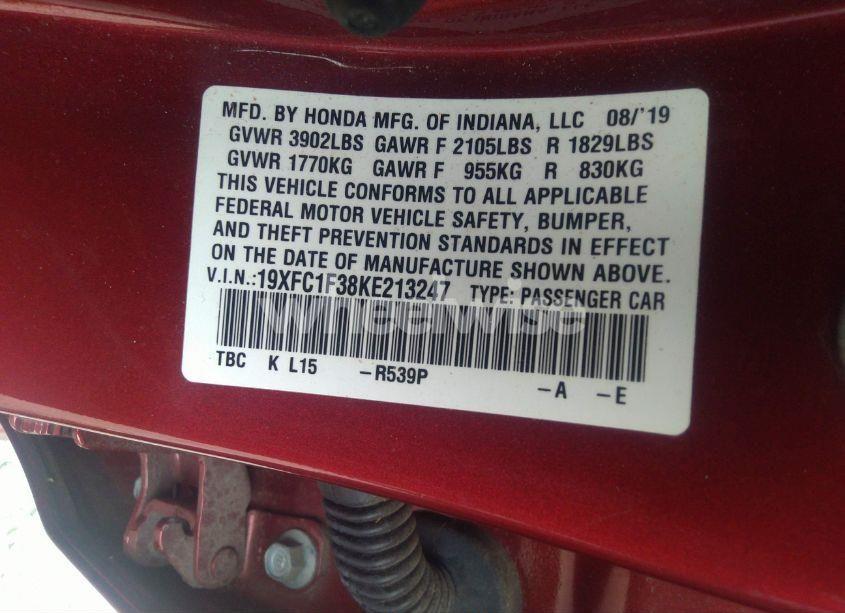 MFD. BY HONDA MFG. OF INDIANA, LLC 08/'19
GVWR 3902LBS GAWR F 2105LBS R 1829LBS
GVWR 1770KG GAWR F 955KG R 830KG
THIS VEHICLE CONFORMS TO ALL APPLICABLE
FEDERAL MOTOR VEHICLE SAFETY, BUMPER,
AND THEFT PREVENTION STANDARDS IN EFFECT
ON THE DATE OF MANUFACTURE SHOWN ABOVE.
V.I.N.:19XFC1F38KE213247 TYPE: PASSENGER CAR
Wheelwise
TBC K L15 -R539P -A -E